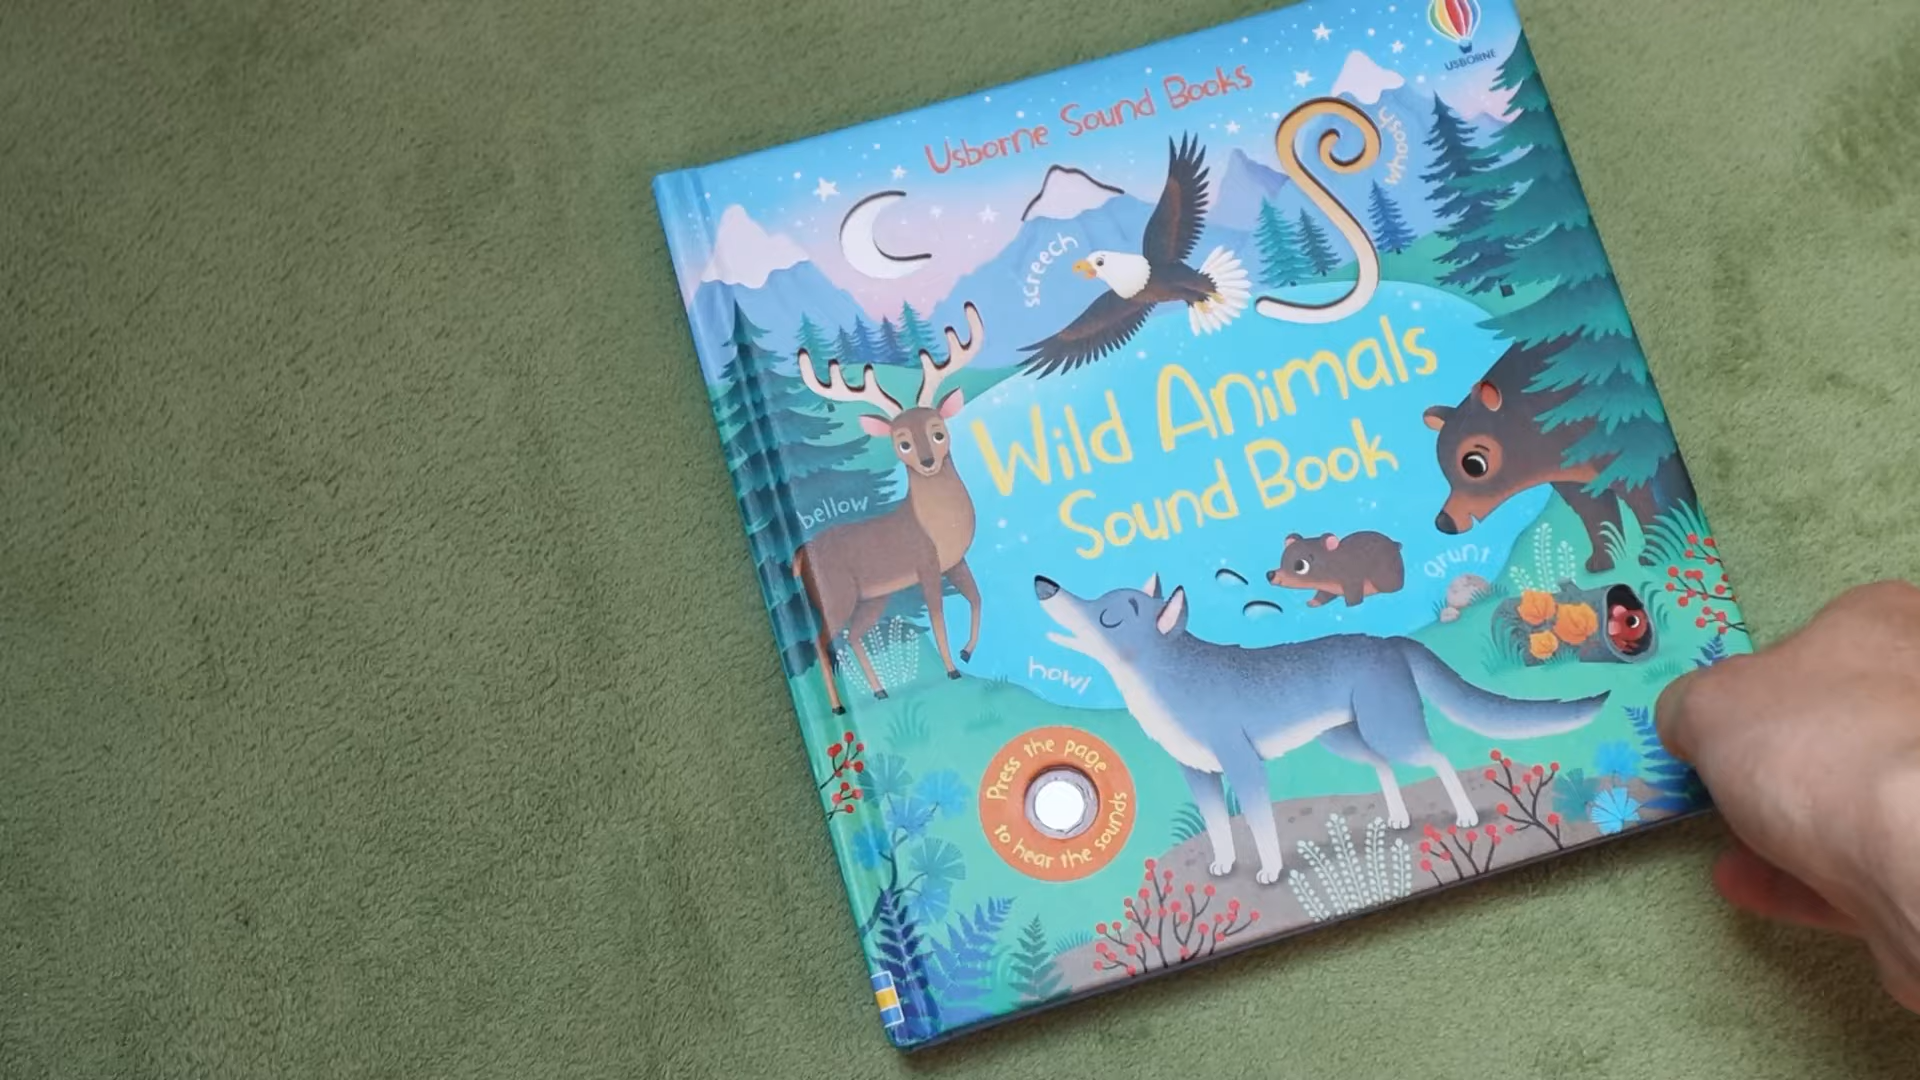 USBORNE
Usborne Sound Books
whoosh
screech
Wild Animals
Sound Book
bellow
grunt
howl
Press the page
to hear the sounds